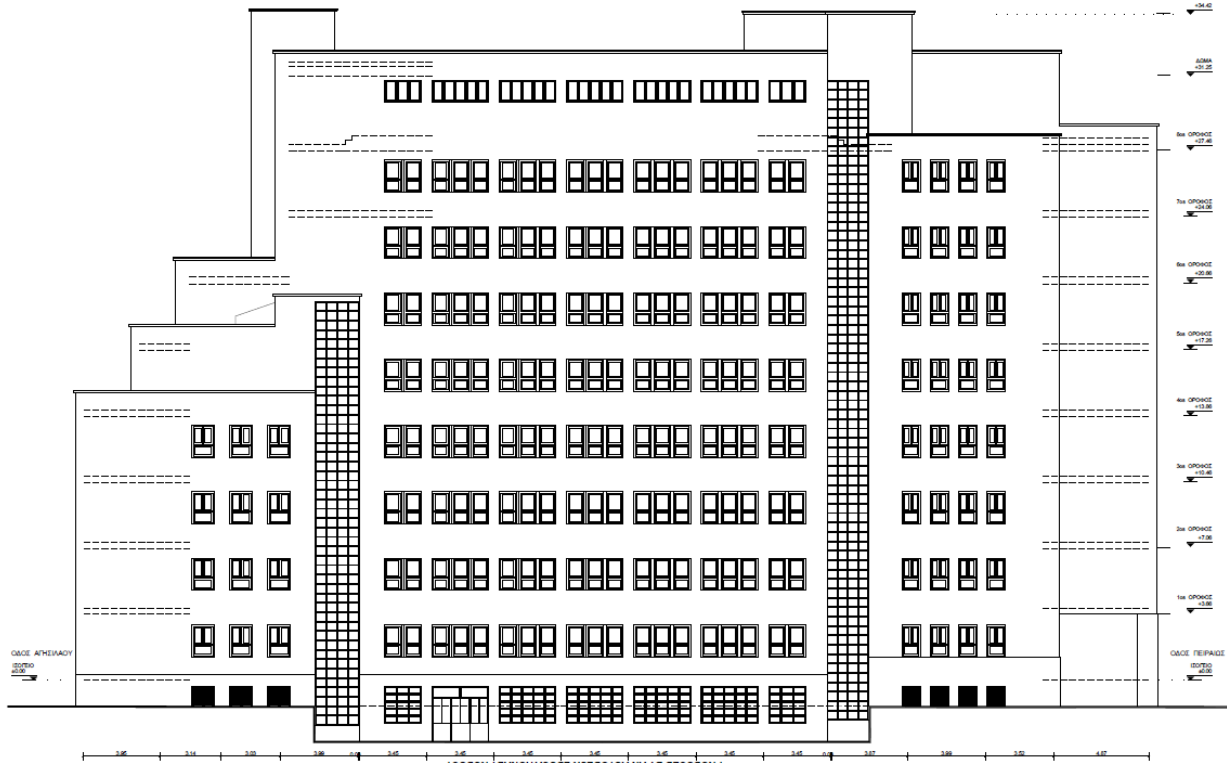 +34.42
ΔΩΜΑ
+31.25
8οσ ΟΡΟΦΟΣ
+27.46
7οσ ΟΡΟΦΟΣ
+24.06
6οσ ΟΡΟΦΟΣ
+20.66
5οσ ΟΡΟΦΟΣ
+17.26
4οσ ΟΡΟΦΟΣ
+13.86
3οσ ΟΡΟΦΟΣ
+10.46
2οσ ΟΡΟΦΟΣ
+7.06
1οσ ΟΡΟΦΟΣ
+3.66
ΟΔΟΣ ΑΓΗΣΙΛΑΟΥ
ΙΣΟΓΕΙΟ
±0.00
ΟΔΟΣ ΠΕΙΡΑΙΩΣ
ΙΣΟΓΕΙΟ
±0.00
3.95 3.14 3.03 3.99 3.45 3.45 3.45 3.45 3.45 3.45 3.45 3.87 3.99 3.52 4.87